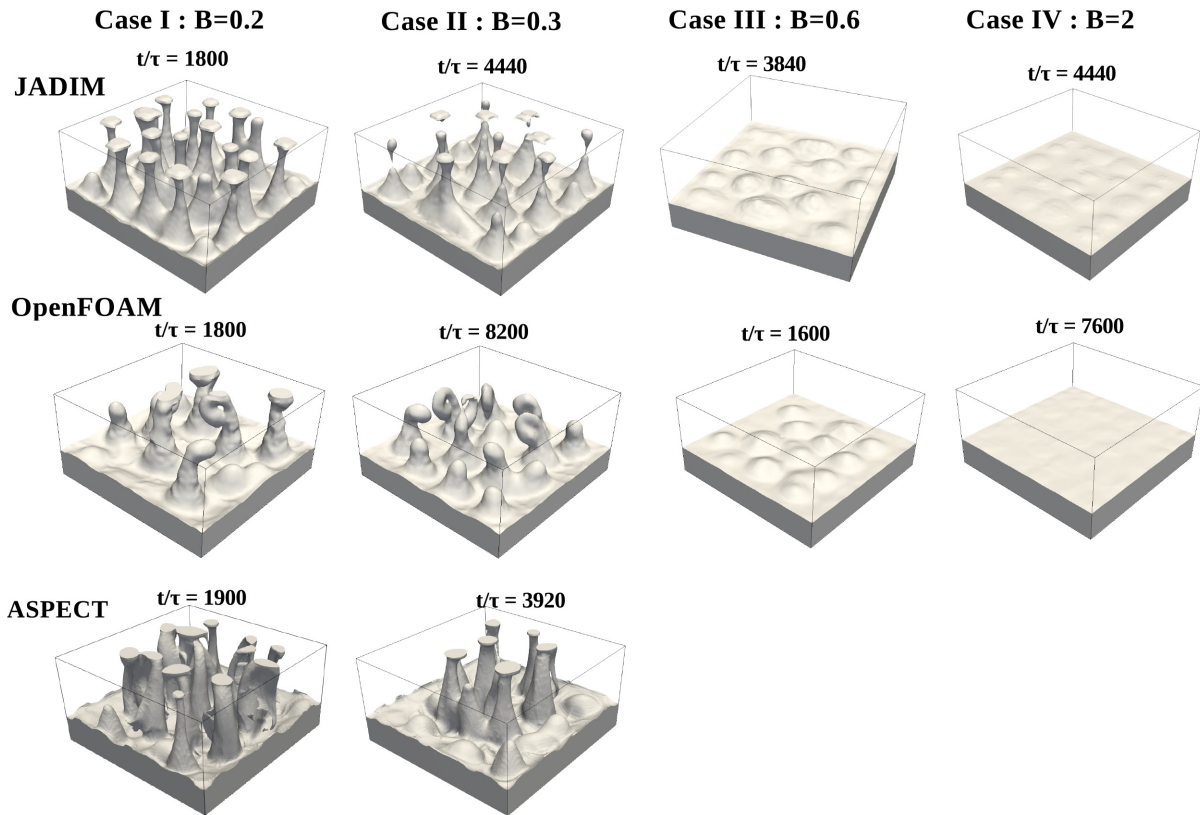 Case I : B=0.2
Case II : B=0.3
Case III : B=0.6
Case IV : B=2
JADIM
t/τ = 1800
t/τ = 4440
t/τ = 3840
t/τ = 4440
OpenFOAM
t/τ = 1800
t/τ = 8200
t/τ = 1600
t/τ = 7600
ASPECT
t/τ = 1900
t/τ = 3920